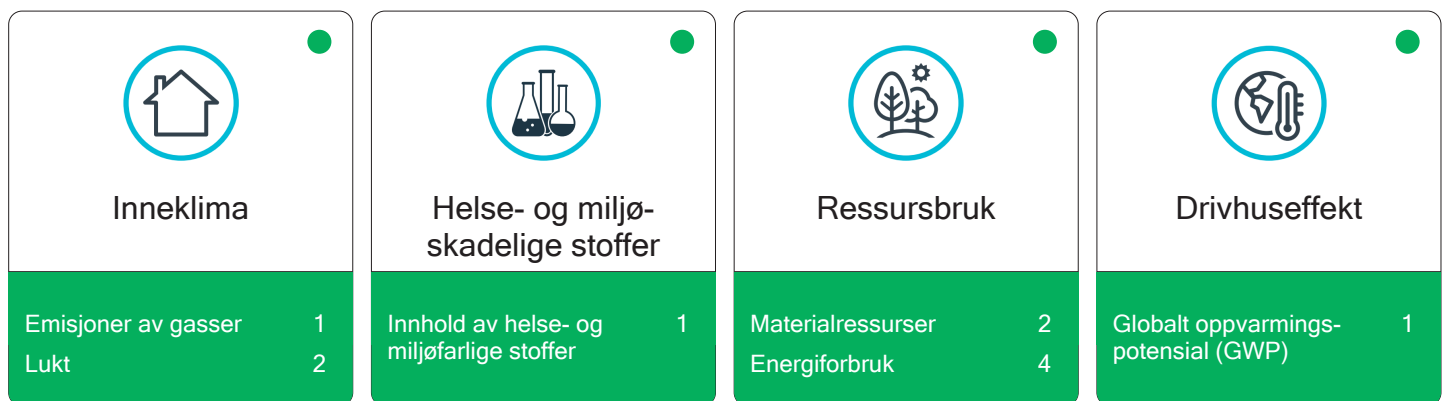 Inneklima
Emisjoner av gasser 1
Lukt 2
Helse- og miljø-
skadelige stoffer
Innhold av helse- og 1
miljøfarlige stoffer
Ressursbruk
Materialressurser 2
Energiforbruk 4
Drivhuseffekt
Globalt oppvarmings- 1
potensial (GWP)